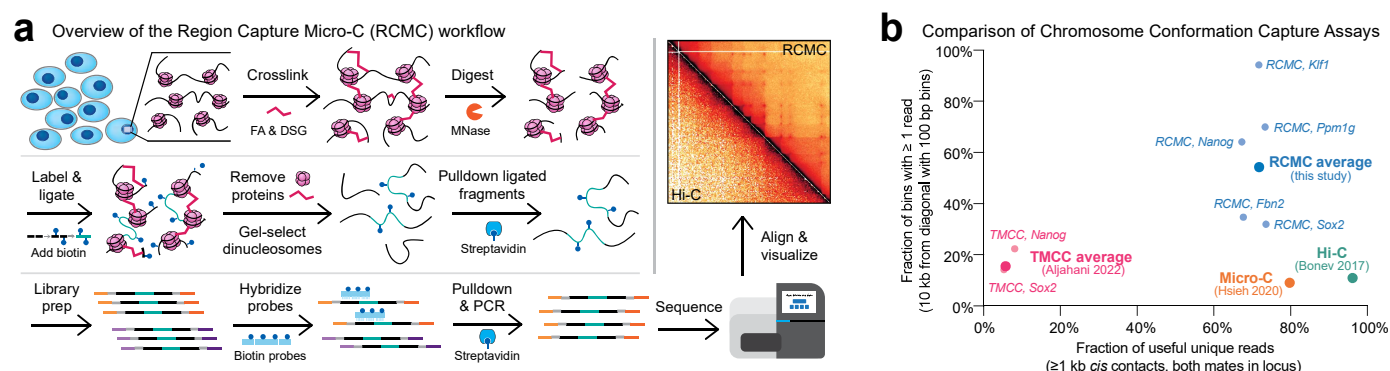 a
Overview of the Region Capture Micro-C (RCMC) workflow
Crosslink
FA & DSG
Digest
MNase
Label &
ligate
Add biotin
Remove
proteins
Gel-select
dinucleosomes
Pulldown ligated
fragments
Streptavidin
Library
prep
Hybridize
probes
Biotin probes
Pulldown
& PCR
Streptavidin
Sequence
Align &
visualize
RCMC
Hi-C
b
Comparison of Chromosome Conformation Capture Assays
Fraction of bins with ≥ 1 read
(10 kb from diagonal with 100 bp bins)
100%
80%
60%
40%
20%
0%
RCMC, Klf1
RCMC, Ppm1g
RCMC, Nanog
RCMC average
(this study)
RCMC, Fbn2
RCMC, Sox2
TMCC, Nanog
TMCC average
(Aljahani 2022)
TMCC, Sox2
Hi-C
(Bonev 2017)
Micro-C
(Hsieh 2020)
0%
20%
40%
60%
80%
100%
Fraction of useful unique reads
(≥1 kb cis contacts, both mates in locus)